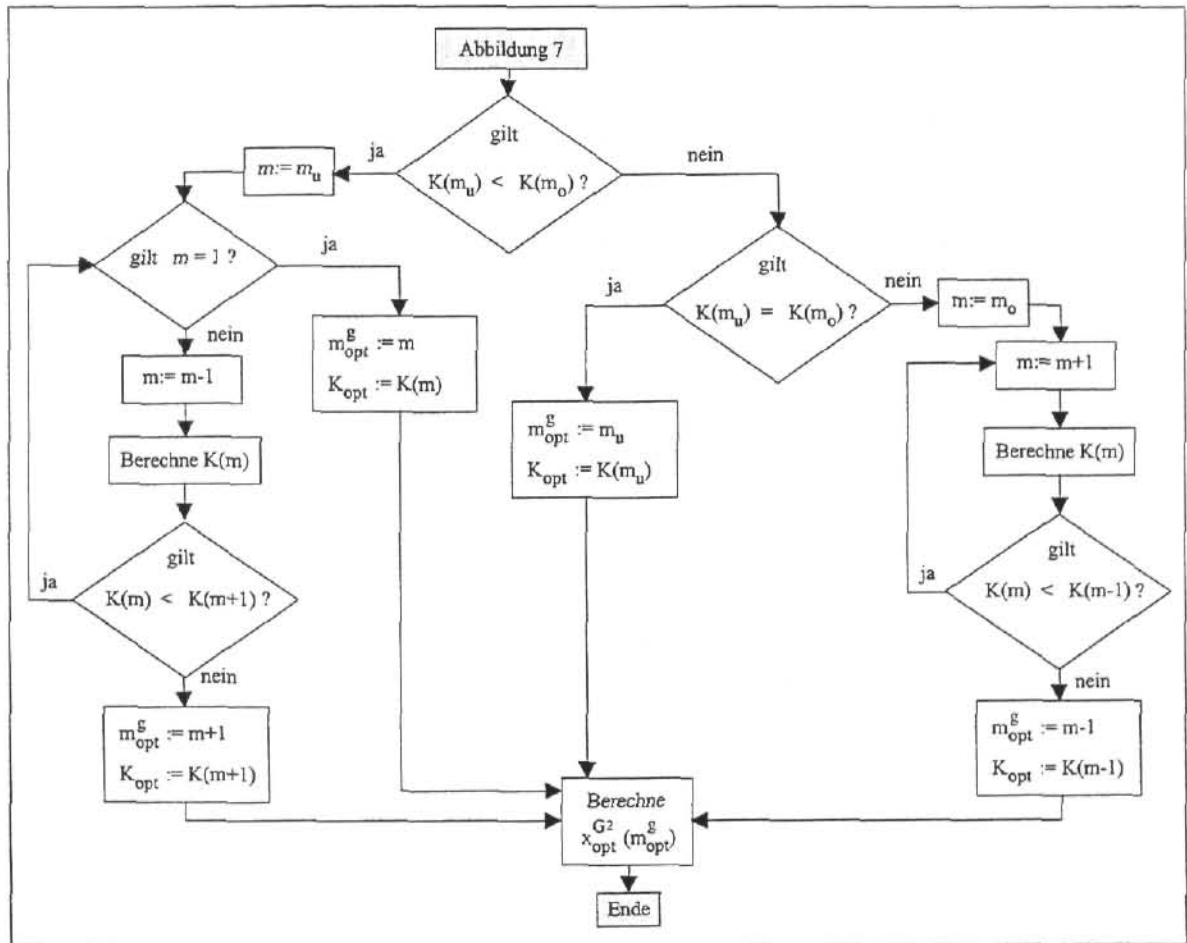 Abbildung 7
gilt
K(m_u) < K(m_o) ?
ja
nein
m:= m_u
gilt m = 1 ?
ja
nein
m:= m-1
Berechne K(m)
gilt
K(m) < K(m+1) ?
ja
nein
m^g_opt := m+1
K_opt := K(m+1)
m^g_opt := m
K_opt := K(m)
gilt
K(m_u) = K(m_o) ?
ja
nein
m^g_opt := m_u
K_opt := K(m_u)
m:= m_o
m:= m+1
Berechne K(m)
gilt
K(m) < K(m-1) ?
ja
nein
m^g_opt := m-1
K_opt := K(m-1)
Berechne
x^G²_opt (m^g_opt)
Ende